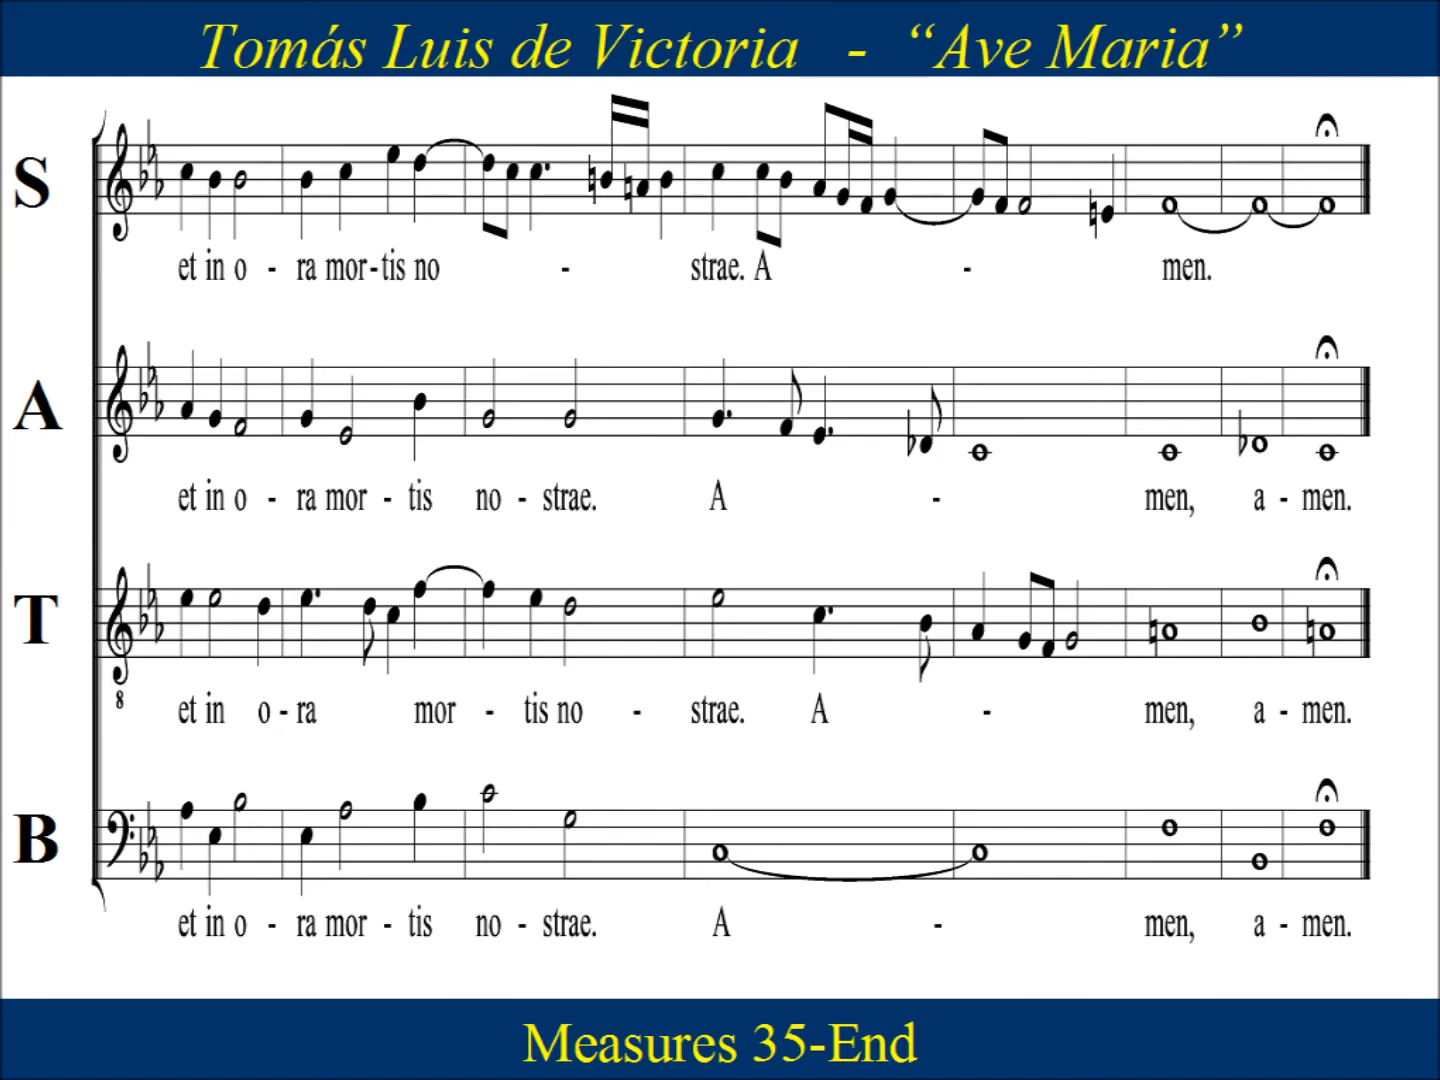 Tomás Luis de Victoria - “Ave Maria”
S
et in o - ra mor-tis no - strae. A - men.
A
et in o - ra mor - tis no - strae. A - men, a - men.
T
8
et in o - ra mor - tis no - strae. A - men, a - men.
B
et in o - ra mor - tis no - strae. A - men, a - men.
Measures 35-End